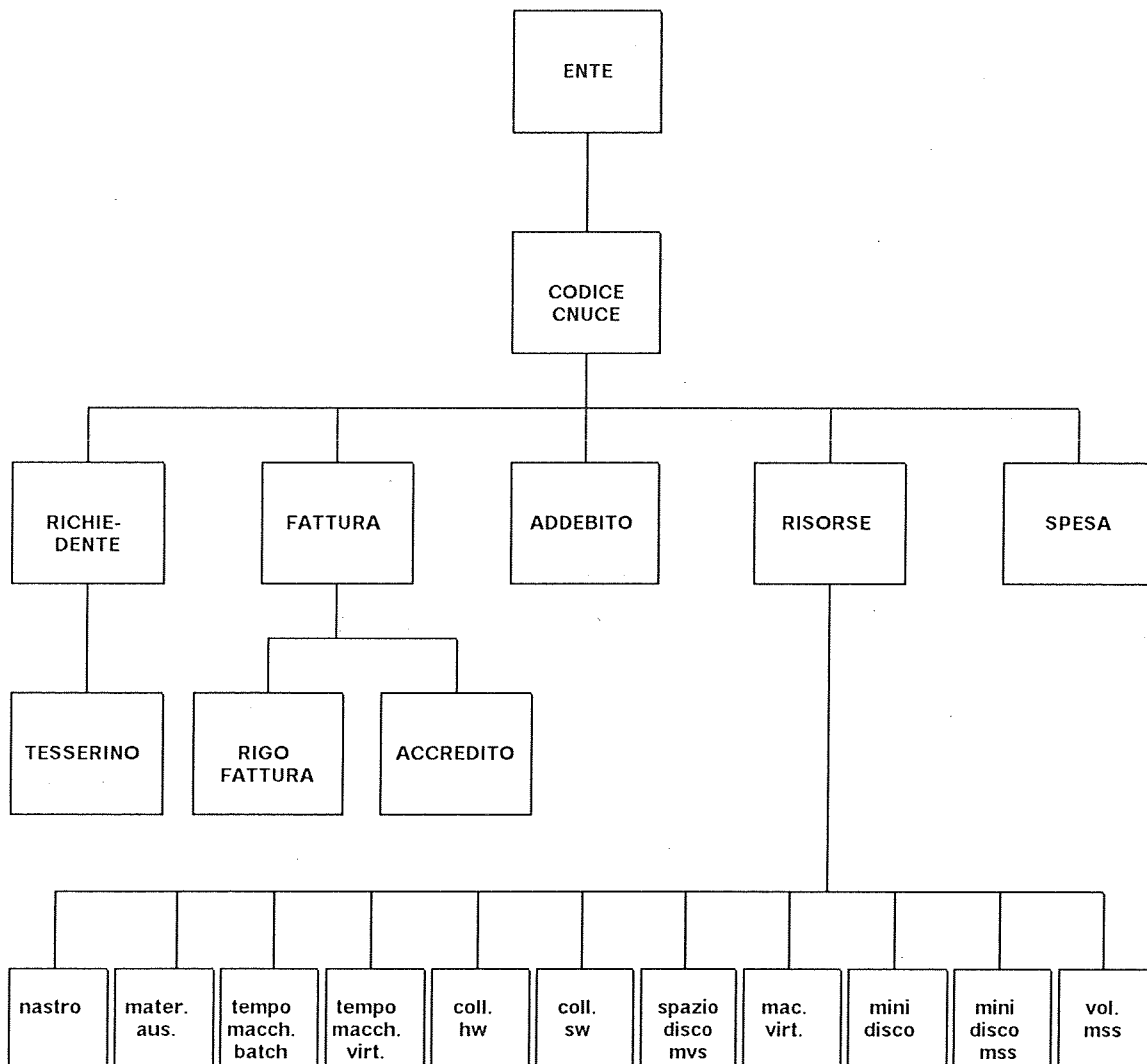 ENTE
CODICE
CNUCE
RICHIE-
DENTE
FATTURA
ADDEBITO
RISORSE
SPESA
TESSERINO
RIGO
FATTURA
ACCREDITO
nastro
mater.
aus.
tempo
macch.
batch
tempo
macch.
virt.
coll.
hw
coll.
sw
spazio
disco
mvs
mac.
virt.
mini
disco
mini
disco
mss
vol.
mss